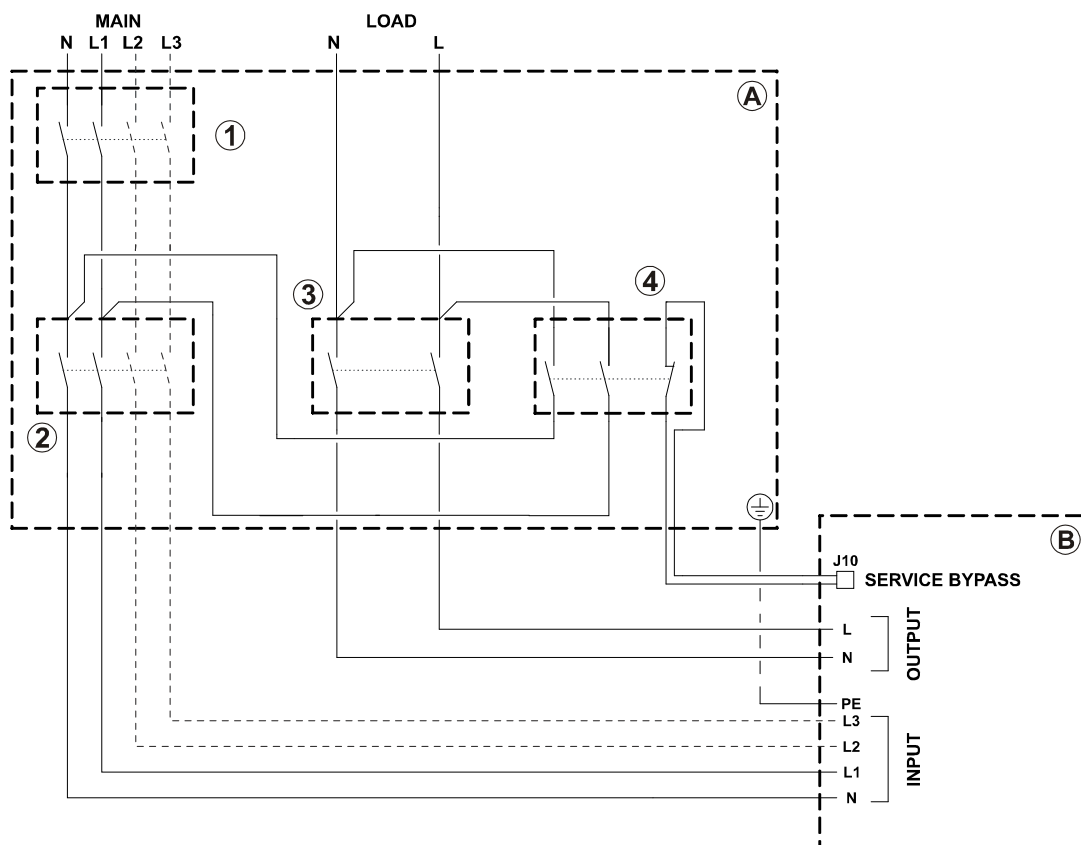 MAIN
LOAD
N L1 L2 L3
N L
A
1
3
4
2
B
J10
SERVICE BYPASS
L
N
OUTPUT
PE
L3
L2
L1
N
INPUT